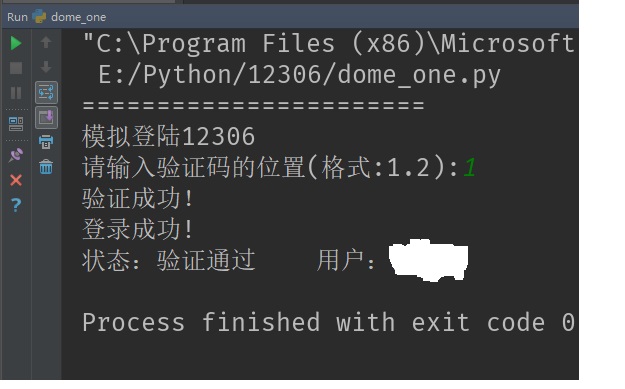 Run dome_one
"C:\Program Files (x86)\Microsoft
E:/Python/12306/dome_one.py
=======================
模拟登陆12306
请输入验证码的位置(格式:1.2):1
验证成功!
登录成功!
状态: 验证通过 用户:
Process finished with exit code 0